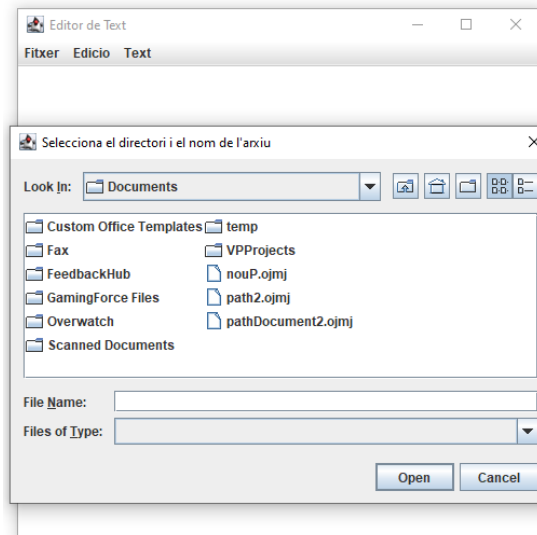 Editor de Text
Fitxer Edicio Text
Selecciona el directori i el nom de l'arxiu
Look In: Documents
Custom Office Templates temp
Fax VPProjects
FeedbackHub nouP.ojmj
GamingForce Files path2.ojmj
Overwatch pathDocument2.ojmj
Scanned Documents
File Name:
Files of Type:
Open Cancel